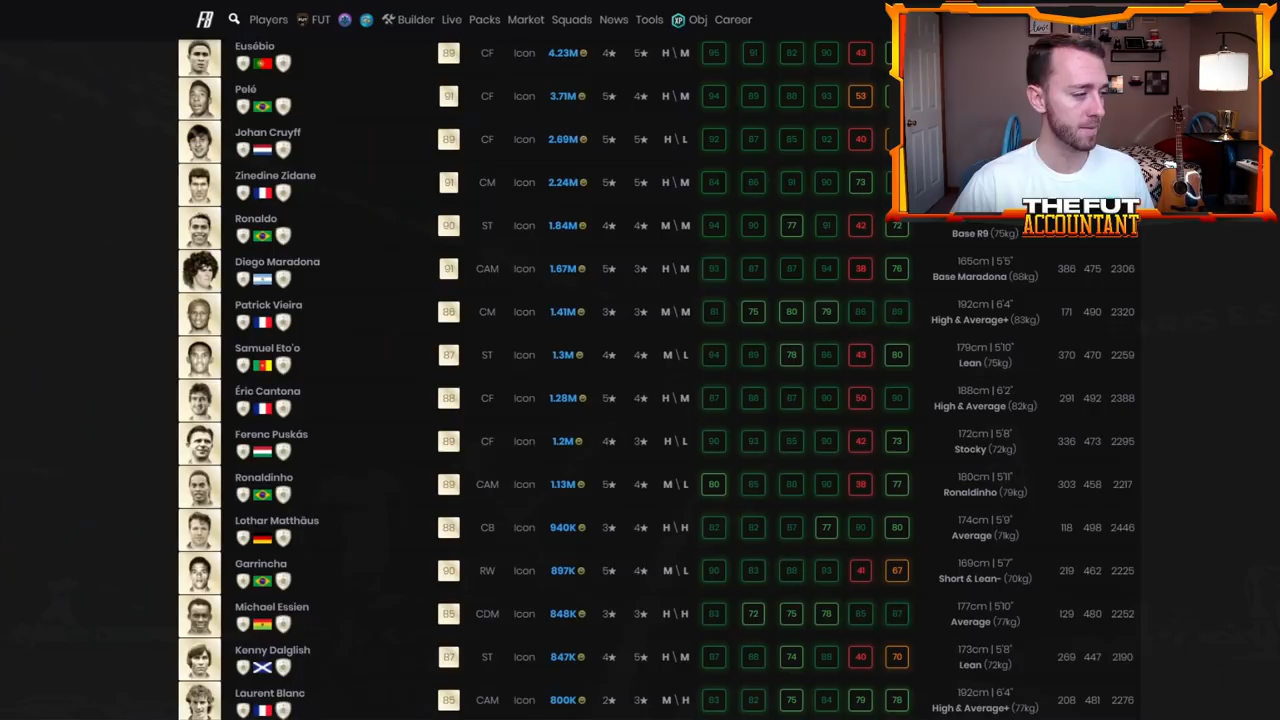 FB Players FUT Builder Live Packs Market Squads News Tools XP Obj Career
Eusébio 89 CF Icon 4.23M 4★ 5★ H \ M 95 91 82 90 43
Pelé 91 CF Icon 3.71M 5★ 4★ H \ M 94 89 88 93 53
Johan Cruyff 89 CF Icon 2.69M 5★ 5★ H \ L 92 87 85 92 40
Zinedine Zidane 91 CM Icon 2.24M 5★ 5★ H \ M 84 86 91 90 73
THE FUT
ACCOUNTANT
Ronaldo 90 ST Icon 1.84M 4★ 4★ M \ M 94 90 77 91 42 72 Base R9 (75kg)
Diego Maradona 91 CAM Icon 1.67M 5★ 3★ H \ M 83 87 87 94 38 76 165cm | 5'5" Base Maradona (68kg) 386 475 2306
Patrick Vieira 86 CM Icon 1.41M 3★ 3★ M \ M 81 75 80 79 86 89 192cm | 6'4" High & Average+ (83kg) 171 490 2320
Samuel Eto'o 87 ST Icon 1.3M 4★ 4★ M \ L 94 89 78 86 43 80 179cm | 5'10" Lean (75kg) 370 470 2259
Éric Cantona 88 CF Icon 1.28M 5★ 4★ H \ M 87 88 87 90 50 90 188cm | 6'2" High & Average (82kg) 291 492 2388
Ferenc Puskás 89 CF Icon 1.2M 4★ 3★ H \ L 90 93 85 90 42 73 172cm | 5'8" Stocky (72kg) 336 473 2295
Ronaldinho 89 CAM Icon 1.13M 5★ 4★ M \ L 80 85 88 90 38 77 180cm | 5'11" Ronaldinho (79kg) 303 458 2217
Lothar Matthäus 88 CB Icon 940K 3★ 4★ H \ H 82 82 87 77 90 80 174cm | 5'9" Average (71kg) 118 498 2446
Garrincha 90 RW Icon 897K 5★ 4★ M \ L 90 83 88 93 41 67 169cm | 5'7" Short & Lean- (70kg) 219 462 2225
Michael Essien 85 CDM Icon 848K 3★ 3★ H \ H 83 72 75 78 85 87 177cm | 5'10" Average (77kg) 129 480 2252
Kenny Dalglish 87 ST Icon 847K 4★ 5★ H \ M 87 88 74 88 40 70 173cm | 5'8" Lean (72kg) 269 447 2190
Laurent Blanc 85 CAM Icon 800K 2★ 3★ M \ H 83 82 75 84 79 78 192cm | 6'4" High & Average+ (77kg) 208 481 2276